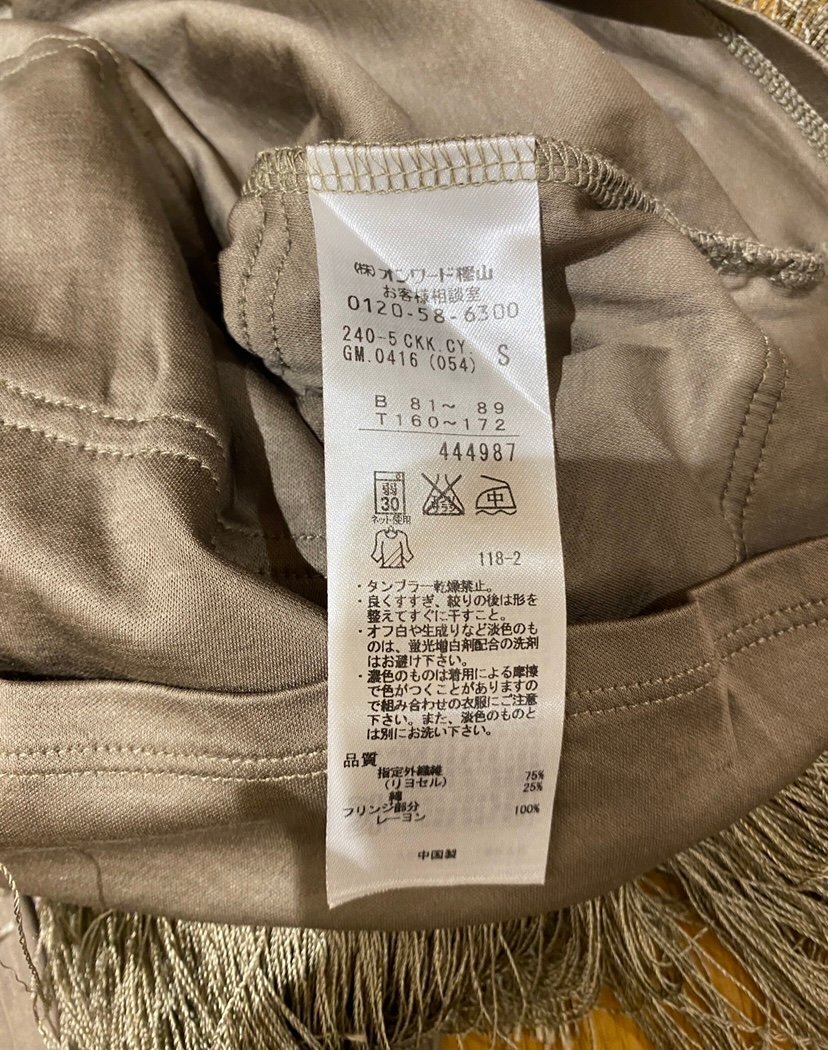 (株)オンワード樫山
お客様相談室
0120-58-6300
240-5 CKK.CY. S
GM.0416 (054)
B 81〜 89
T160〜172
444987
弱
30
ネット使用
エンソサラシ
中
118-2
・タンブラー乾燥禁止。
・良くすすぎ、絞りの後は形を
整えてすぐに干すこと。
・オフ白や生成りなど淡色のも
のは、蛍光増白剤配合の洗剤
はお避け下さい。
・濃色のものは着用による摩擦
で色がつくことがありますの
で組み合わせの衣服にご注意
下さい。また、淡色のものと
は別にお洗い下さい。
品質
指定外繊維 75%
(リヨセル)
綿 25%
フリンジ部分
レーヨン 100%
中国製